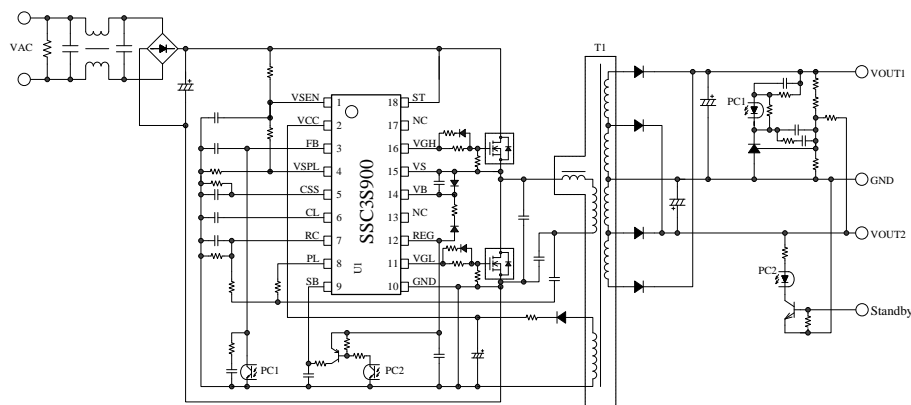 T1
VAC
VOUT1
PC1
VSEN 1 18 ST
VCC 2 17 NC
FB 3 16 VGH
VSPL 4 15 VS
CSS 5 14 VB
CL 6 13 NC
RC 7 12 REG
PL 8 11 VGL
SB 9 10 GND
SSC3S900
U1
GND
VOUT2
PC2
Standby
PC1
PC2